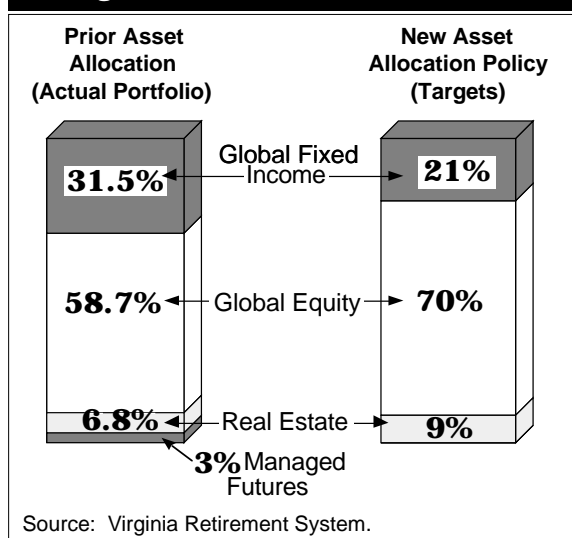 Prior Asset
Allocation
(Actual Portfolio)
New Asset
Allocation Policy
(Targets)
31.5%
Global Fixed
Income
21%
58.7%
Global Equity
70%
6.8%
Real Estate
9%
3% Managed
Futures
Source: Virginia Retirement System.